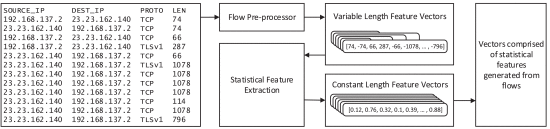 SOURCE_IP DEST_IP PROTO LEN
192.168.137.2 23.23.162.140 TCP 74
23.23.162.140 192.168.137.2 TCP 74
192.168.137.2 23.23.162.140 TCP 66
192.168.137.2 23.23.162.140 TLSv1 287
23.23.162.140 192.168.137.2 TCP 66
23.23.162.140 192.168.137.2 TLSv1 1078
23.23.162.140 192.168.137.2 TCP 1078
23.23.162.140 192.168.137.2 TCP 1078
23.23.162.140 192.168.137.2 TCP 1078
23.23.162.140 192.168.137.2 TCP 114
23.23.162.140 192.168.137.2 TCP 1078
23.23.162.140 192.168.137.2 TLSv1 796
Flow Pre-processor
Variable Length Feature Vectors
[74, -74, 66, 287, -66, -1078, ... , -796]
Statistical Feature
Extraction
Constant Length Feature Vectors
[0.12, 0.76, 0.32, 0.1, 0.39, ... , 0.88]
Vectors comprised
of statistical
features
generated from
flows